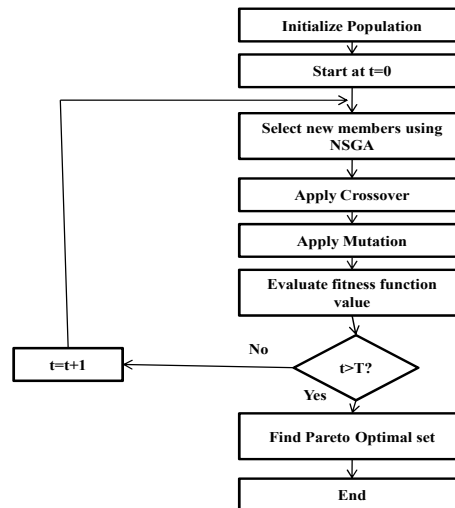 Initialize Population
Start at t=0
Select new members using
NSGA
Apply Crossover
Apply Mutation
Evaluate fitness function
value
No
t=t+1
t>T?
Yes
Find Pareto Optimal set
End